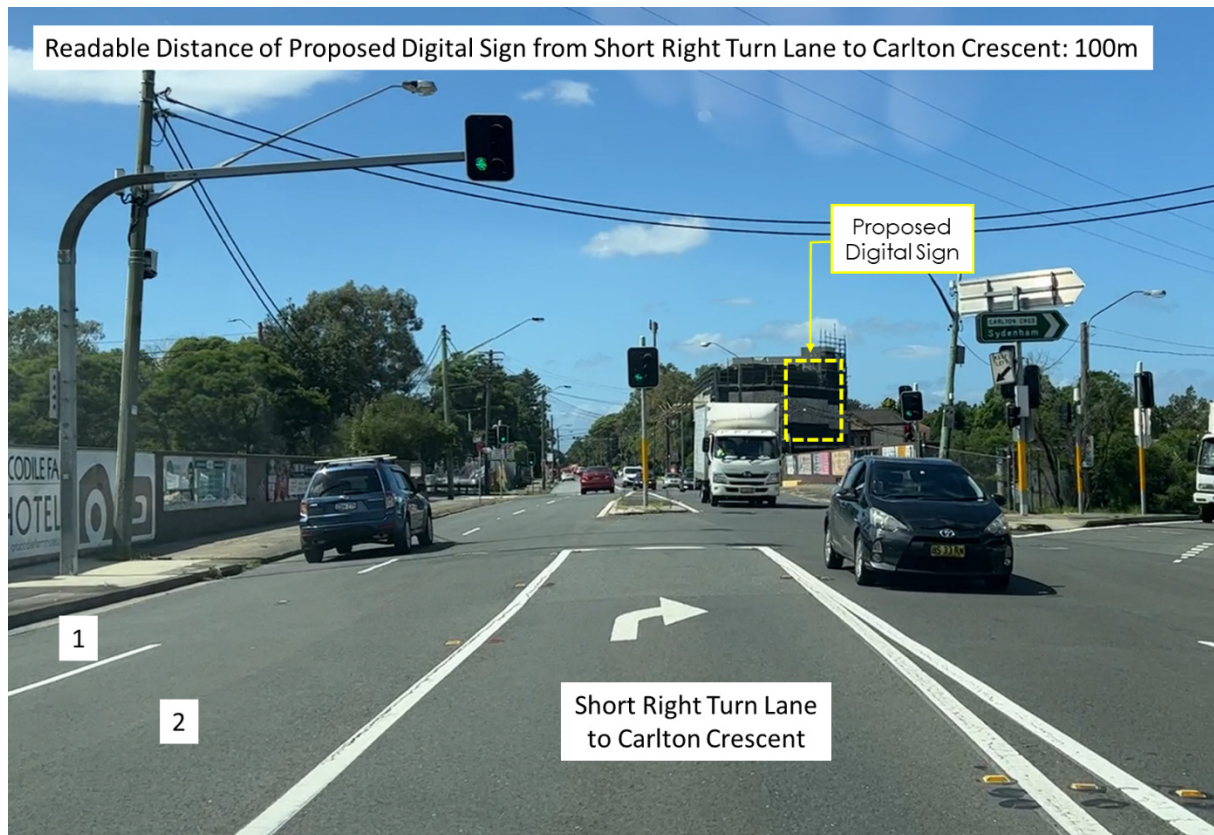 Readable Distance of Proposed Digital Sign from Short Right Turn Lane to Carlton Crescent: 100m
Proposed
Digital Sign
CARLTON CRES
Sydenham
HOTEL
1
2
Short Right Turn Lane
to Carlton Crescent